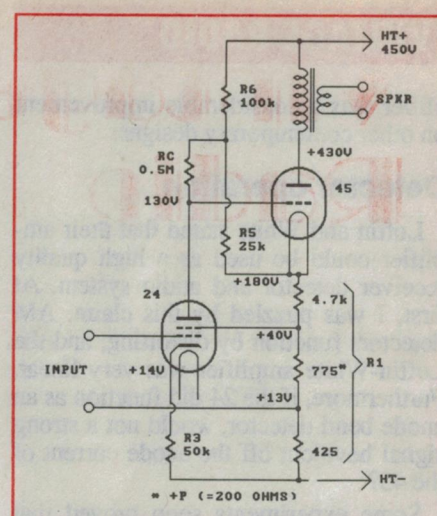 HT+
450V
R6
100k
SPKR
RC
0.5M
+430V
130V
45
R5
25k
+180V
4.7k
24
+40V
775*
R1
INPUT
+14V
+13V
R3
50k
425
HT-
* +P (=200 OHMS)